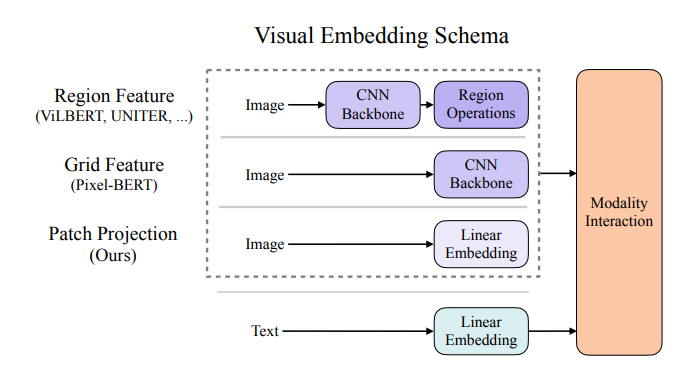 Visual Embedding Schema
Region Feature
(ViLBERT, UNITER, ...)
Image
CNN
Backbone
Region
Operations
Grid Feature
(Pixel-BERT)
Image
CNN
Backbone
Patch Projection
(Ours)
Image
Linear
Embedding
Text
Linear
Embedding
Modality
Interaction